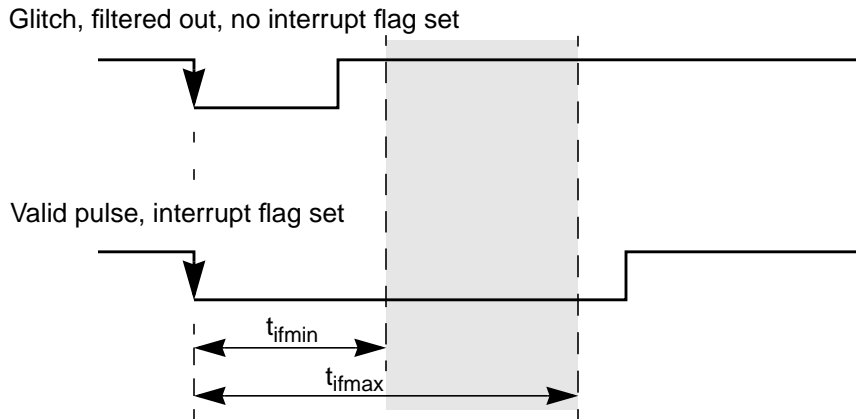 Glitch, filtered out, no interrupt flag set
Valid pulse, interrupt flag set
tifmin
tifmax